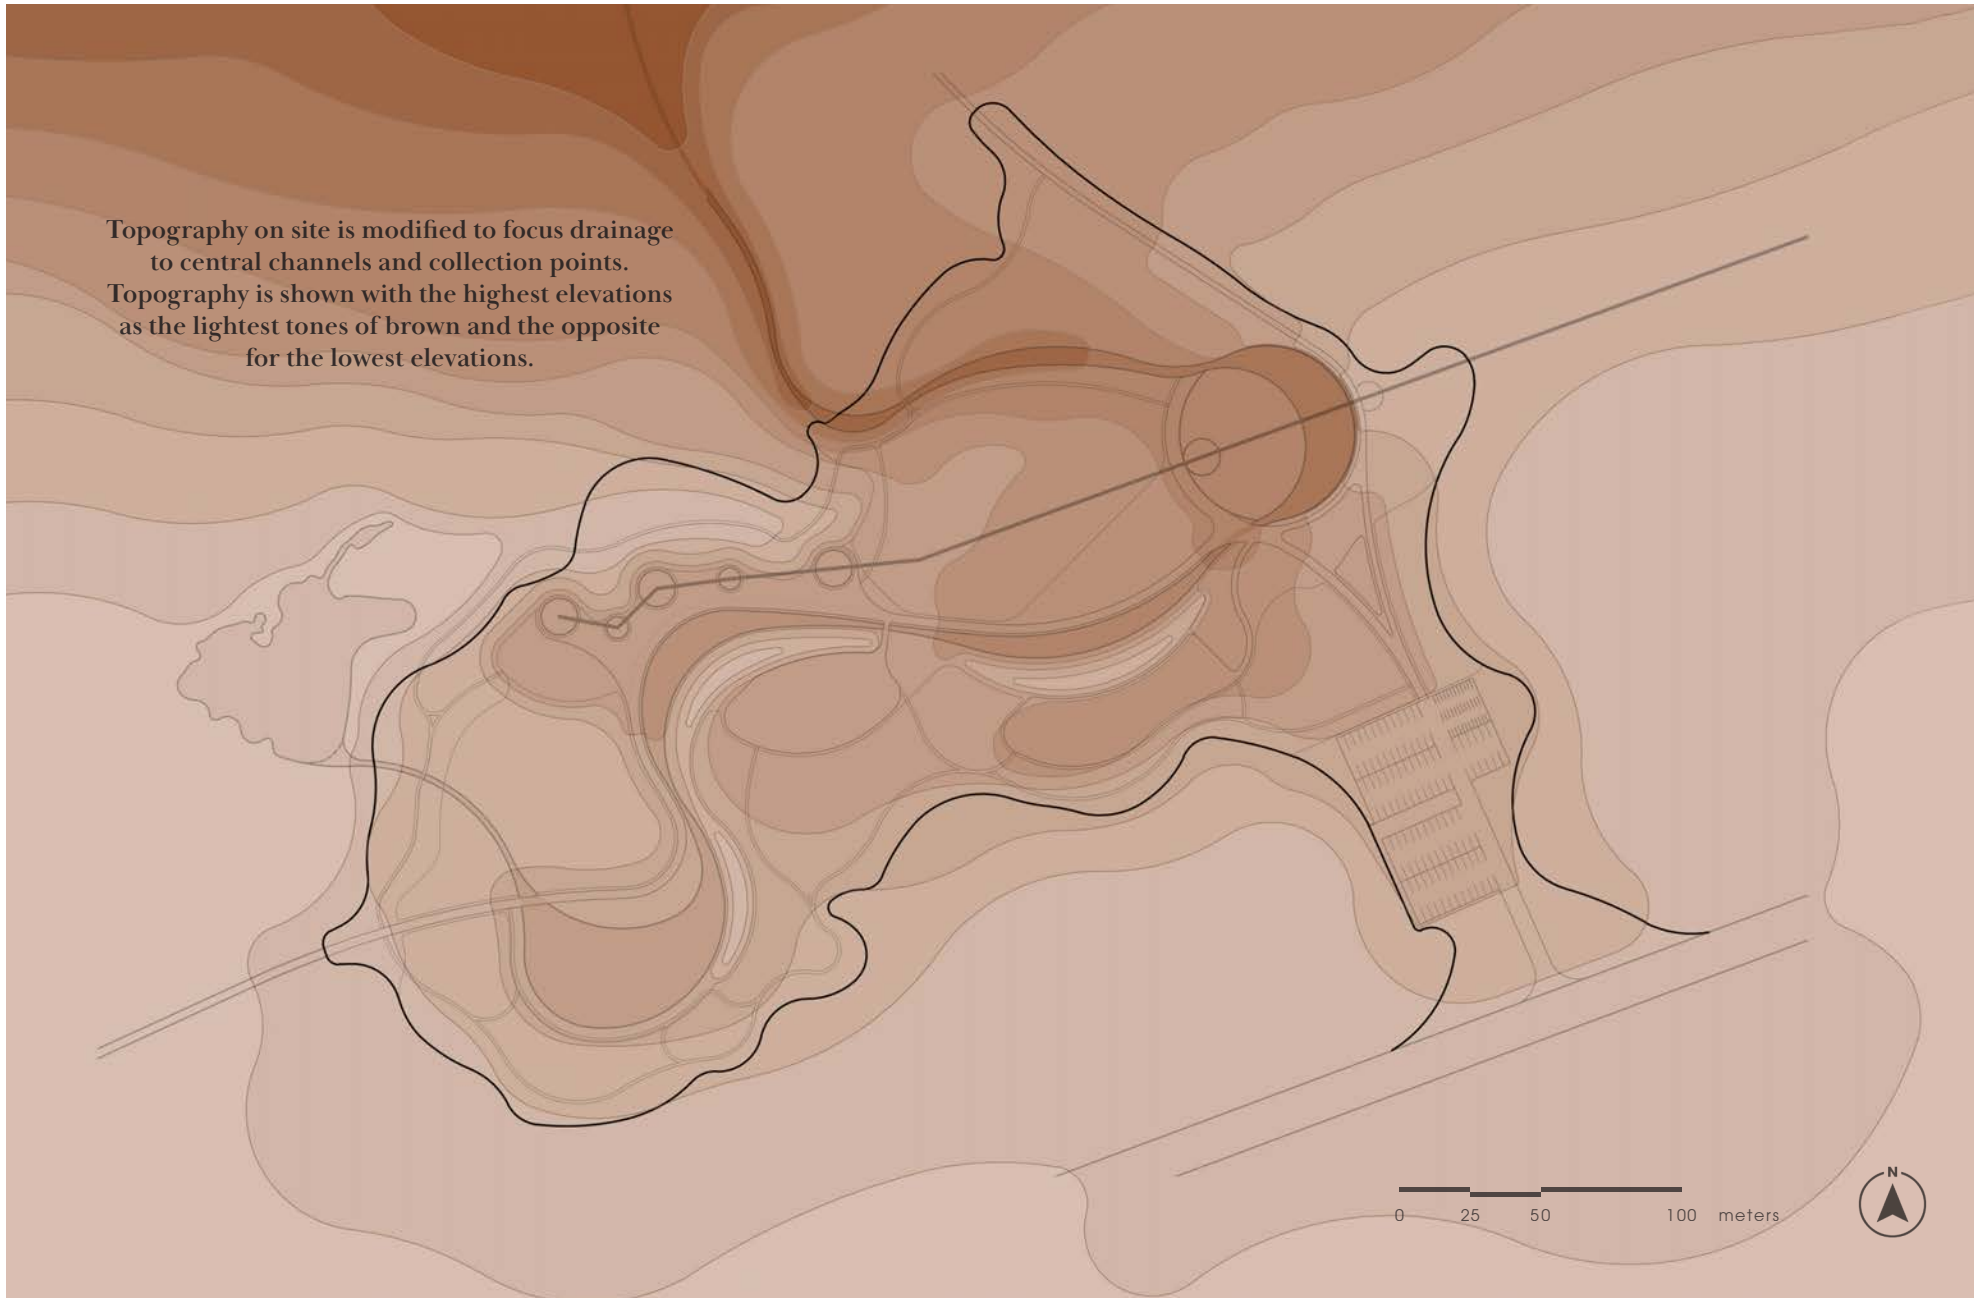 Topography on site is modified to focus drainage
to central channels and collection points.
Topography is shown with the highest elevations
as the lightest tones of brown and the opposite
for the lowest elevations.
N
0 25 50 100 meters